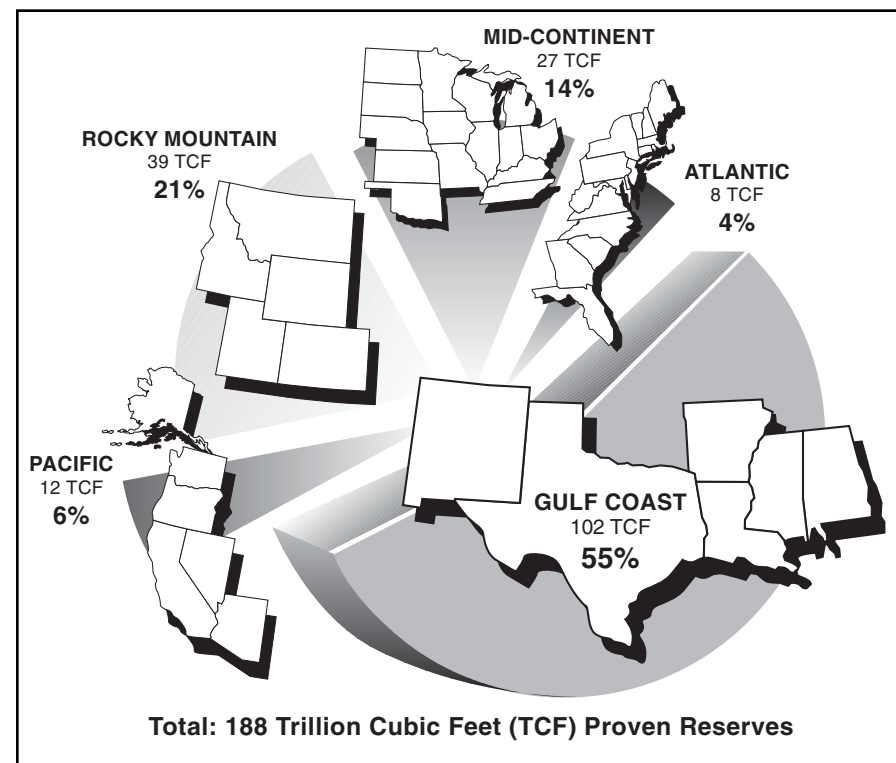 MID-CONTINENT
27 TCF
14%
ROCKY MOUNTAIN
39 TCF
21%
ATLANTIC
8 TCF
4%
PACIFIC
12 TCF
6%
GULF COAST
102 TCF
55%
Total: 188 Trillion Cubic Feet (TCF) Proven Reserves